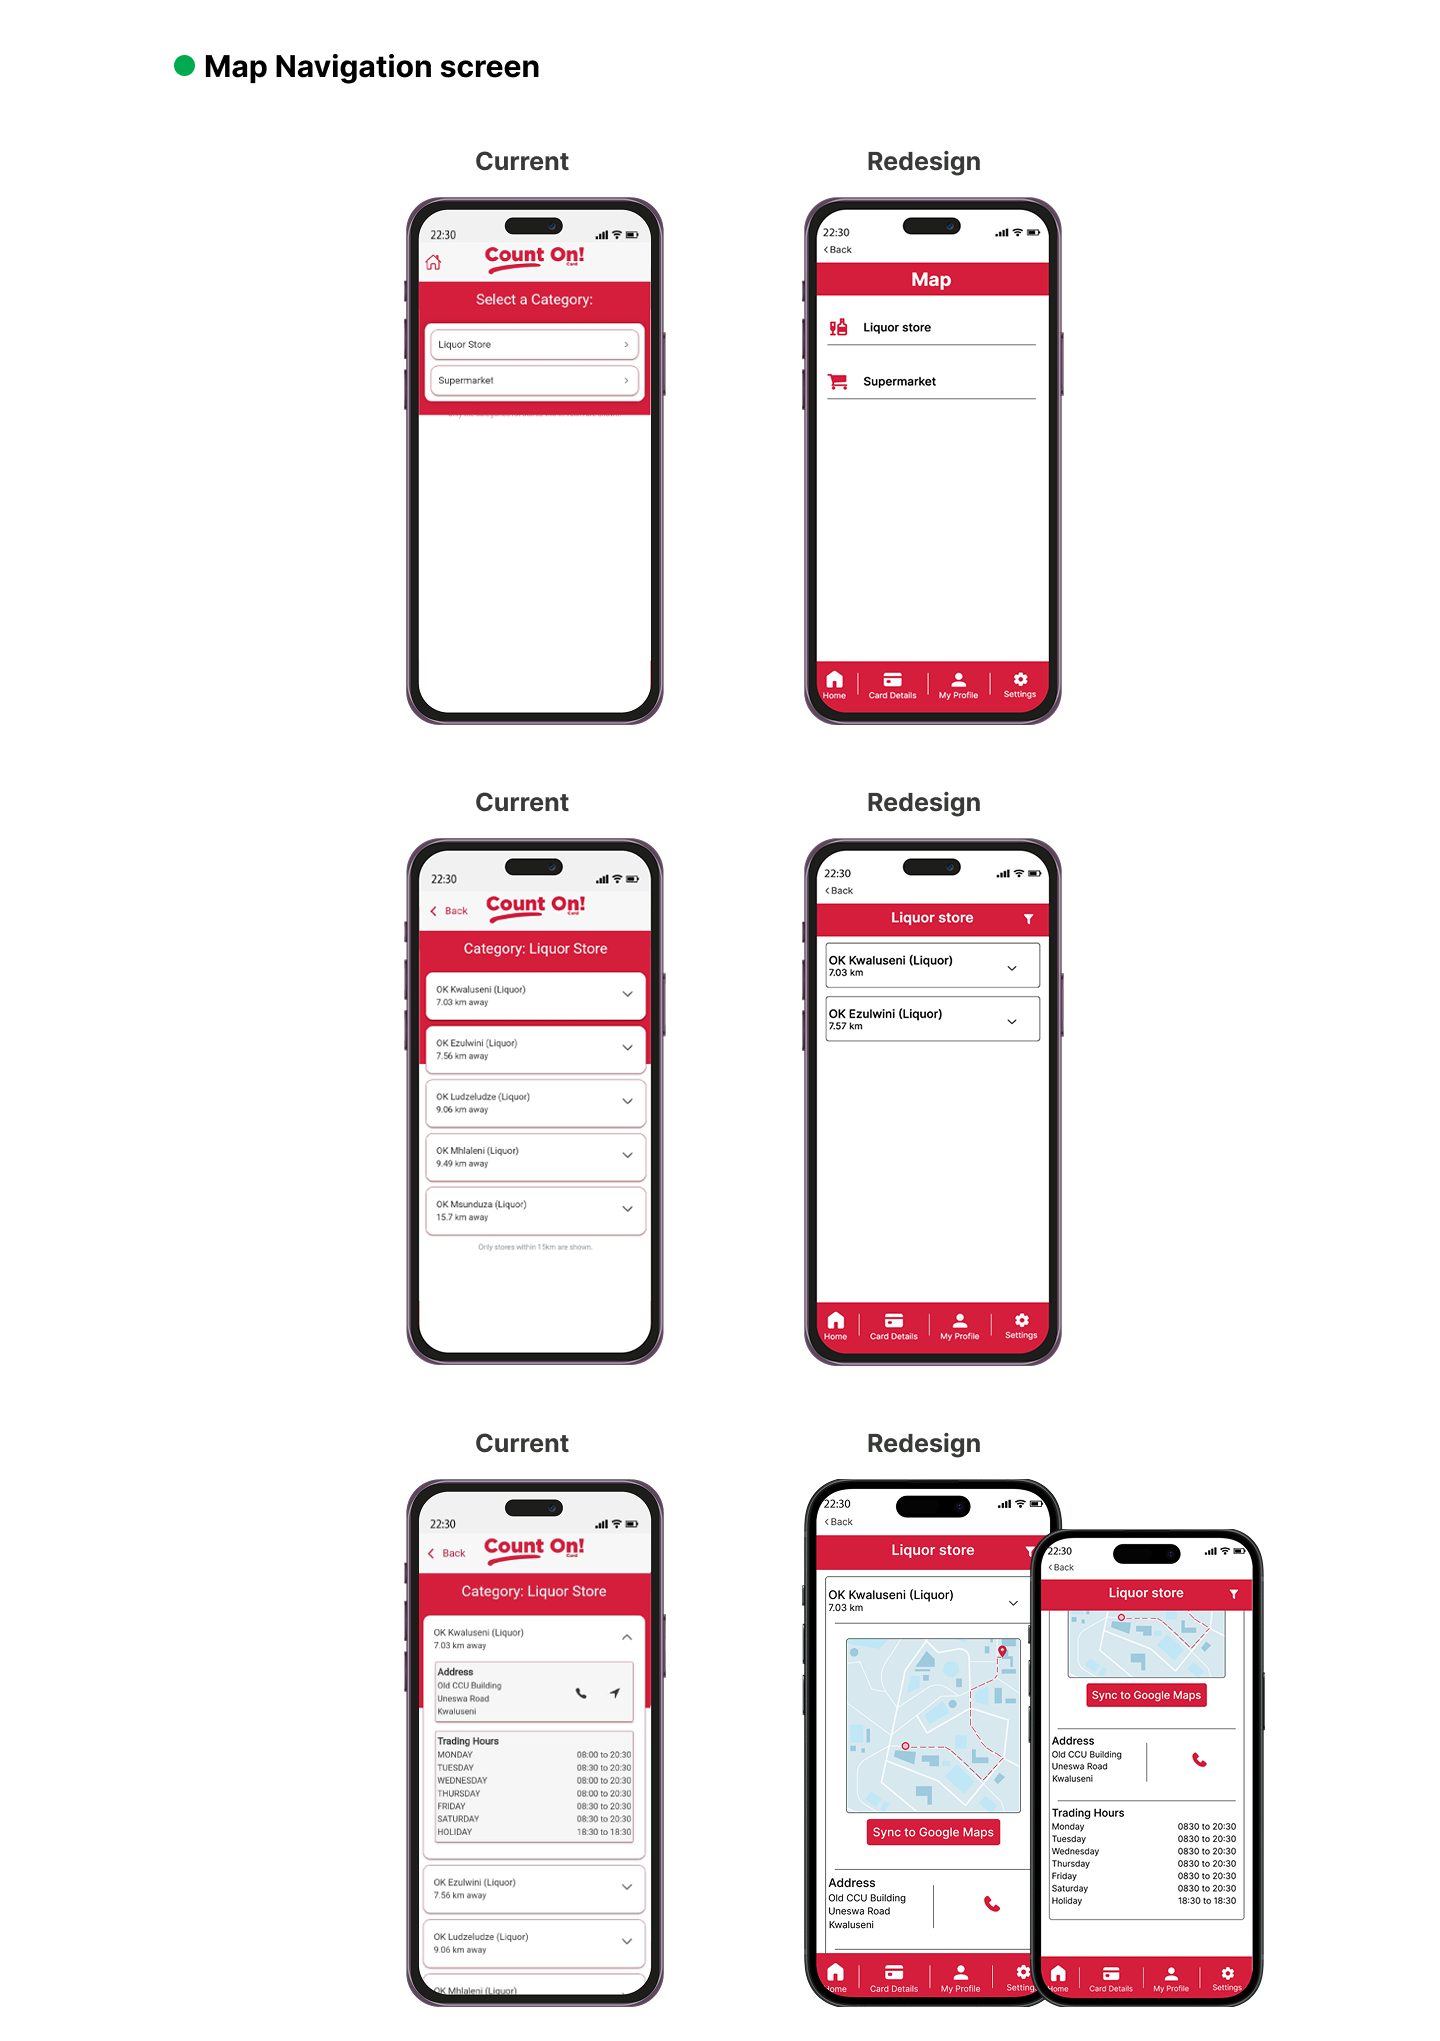 Map Navigation screen
Current
Redesign
22:30
Count On!
Card
Select a Category:
Liquor Store
Supermarket
22:30
Back
Map
Liquor store
Supermarket
Home
Card Details
My Profile
Settings
Current
Redesign
22:30
Back
Count On!
Card
Category: Liquor Store
OK Kwaluseni (Liquor)
7.03 km away
OK Ezulwini (Liquor)
7.56 km away
OK Ludzeludze (Liquor)
9.06 km away
OK Mhlaleni (Liquor)
9.49 km away
OK Msunduza (Liquor)
15.7 km away
Only stores within 15km are shown.
22:30
Back
Liquor store
OK Kwaluseni (Liquor)
7.03 km
OK Ezulwini (Liquor)
7.57 km
Home
Card Details
My Profile
Settings
Current
Redesign
22:30
Back
Count On!
Card
Category: Liquor Store
OK Kwaluseni (Liquor)
7.03 km away
Address
Old CCU Building
Uneswa Road
Kwaluseni
Trading Hours
MONDAY 08:00 to 20:30
TUESDAY 08:30 to 20:30
WEDNESDAY 08:00 to 20:30
THURSDAY 08:00 to 20:30
FRIDAY 08:30 to 20:30
SATURDAY 08:30 to 20:30
HOLIDAY 18:30 to 18:30
OK Ezulwini (Liquor)
7.56 km away
OK Ludzeludze (Liquor)
9.06 km away
OK Mhlaleni (Liquor)
22:30
Back
Liquor store
OK Kwaluseni (Liquor)
7.03 km
Sync to Google Maps
Address
Old CCU Building
Uneswa Road
Kwaluseni
ome
Card Details
My Profile
Setting
22:30
Back
Liquor store
Sync to Google Maps
Address
Old CCU Building
Uneswa Road
Kwaluseni
Trading Hours
Monday 0830 to 20:30
Tuesday 0830 to 20:30
Wednesday 0830 to 20:30
Thursday 0830 to 20:30
Friday 0830 to 20:30
Saturday 0830 to 20:30
Holiday 18:30 to 18:30
ome
Card Details
My Profile
Settings